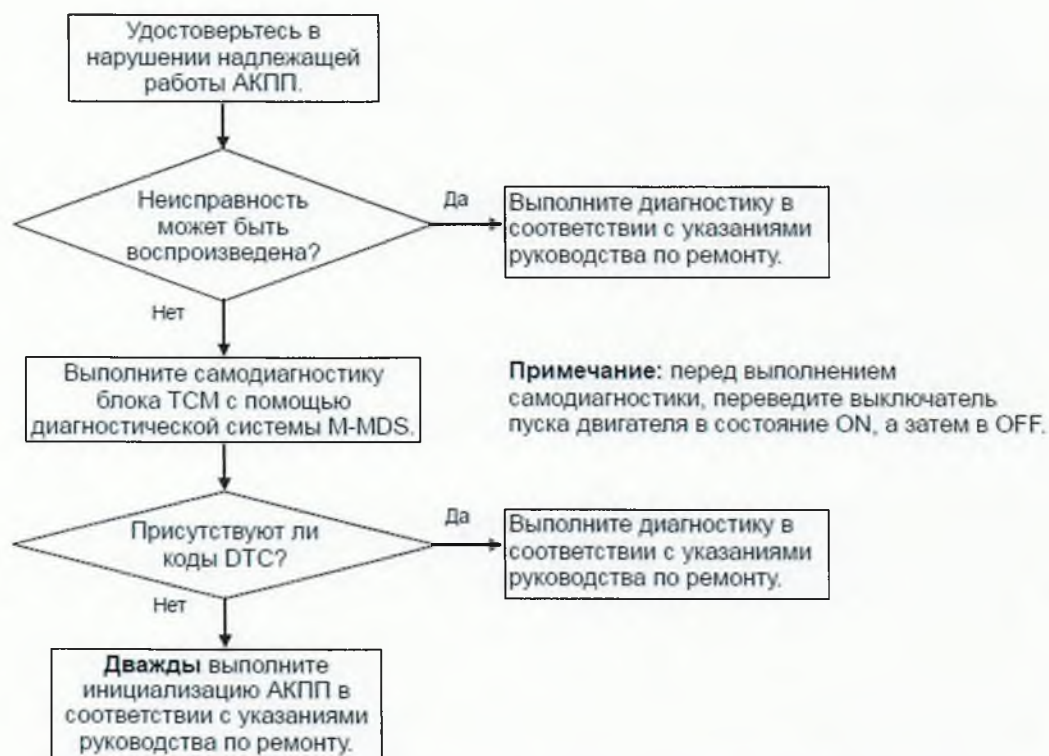 Удостоверьтесь в
нарушении надлежащей
работы АКПП.
Неисправность
может быть
воспроизведена?
Да
Выполните диагностику в
соответствии с указаниями
руководства по ремонту.
Нет
Выполните самодиагностику
блока TCM с помощью
диагностической системы M-MDS.
Примечание: перед выполнением
самодиагностики, переведите выключатель
пуска двигателя в состояние ON, а затем в OFF.
Присутствуют ли
коды DTC?
Да
Выполните диагностику в
соответствии с указаниями
руководства по ремонту.
Нет
Дважды выполните
инициализацию АКПП в
соответствии с указаниями
руководства по ремонту.